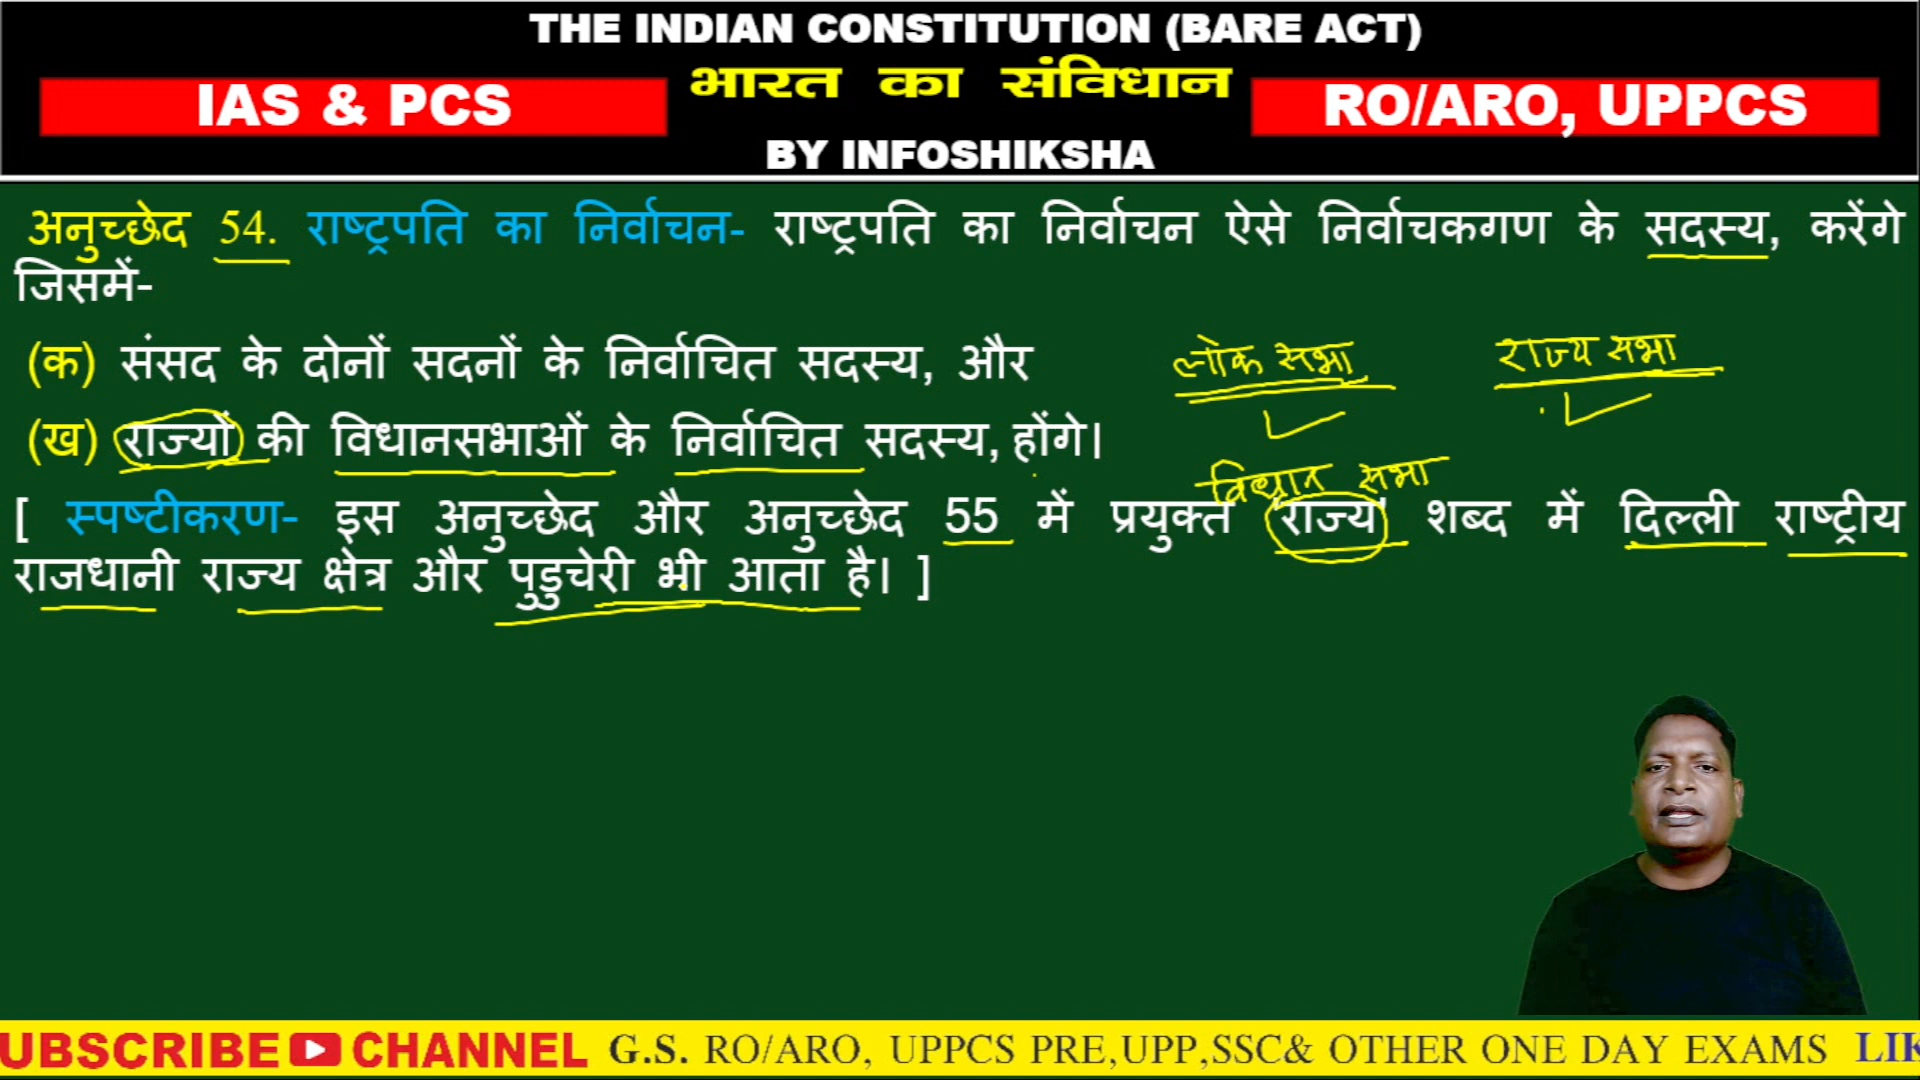 THE INDIAN CONSTITUTION (BARE ACT)
भारत का संविधान
IAS & PCS
RO/ARO, UPPCS
BY INFOSHIKSHA
अनुच्छेद 54. राष्ट्रपति का निर्वाचन- राष्ट्रपति का निर्वाचन ऐसे निर्वाचकगण के सदस्य, करेंगे
जिसमें-
(क) संसद के दोनों सदनों के निर्वाचित सदस्य, और
लोक सभा राज्य सभा
(ख) राज्यों की विधानसभाओं के निर्वाचित सदस्य, होंगे।
विधान सभा
[ स्पष्टीकरण- इस अनुच्छेद और अनुच्छेद 55 में प्रयुक्त 'राज्य' शब्द में दिल्ली राष्ट्रीय
राजधानी राज्य क्षेत्र और पुडुचेरी भी आता है। ]
UBSCRIBE CHANNEL G.S. RO/ARO, UPPCS PRE,UPP,SSC& OTHER ONE DAY EXAMS LIK